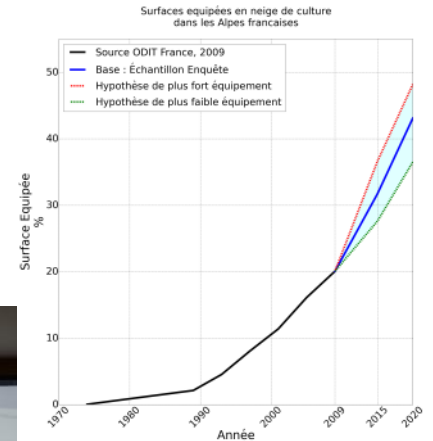 Surfaces equipées en neige de culture
dans les Alpes francaises
Source ODIT France, 2009
Base : Échantillon Enquête
Hypothèse de plus fort équipement
Hypothèse de plus faible équipement
Surface Equipée
%
50
40
30
20
10
0
1970
1980
1990
2000
2009
2015
2020
Année